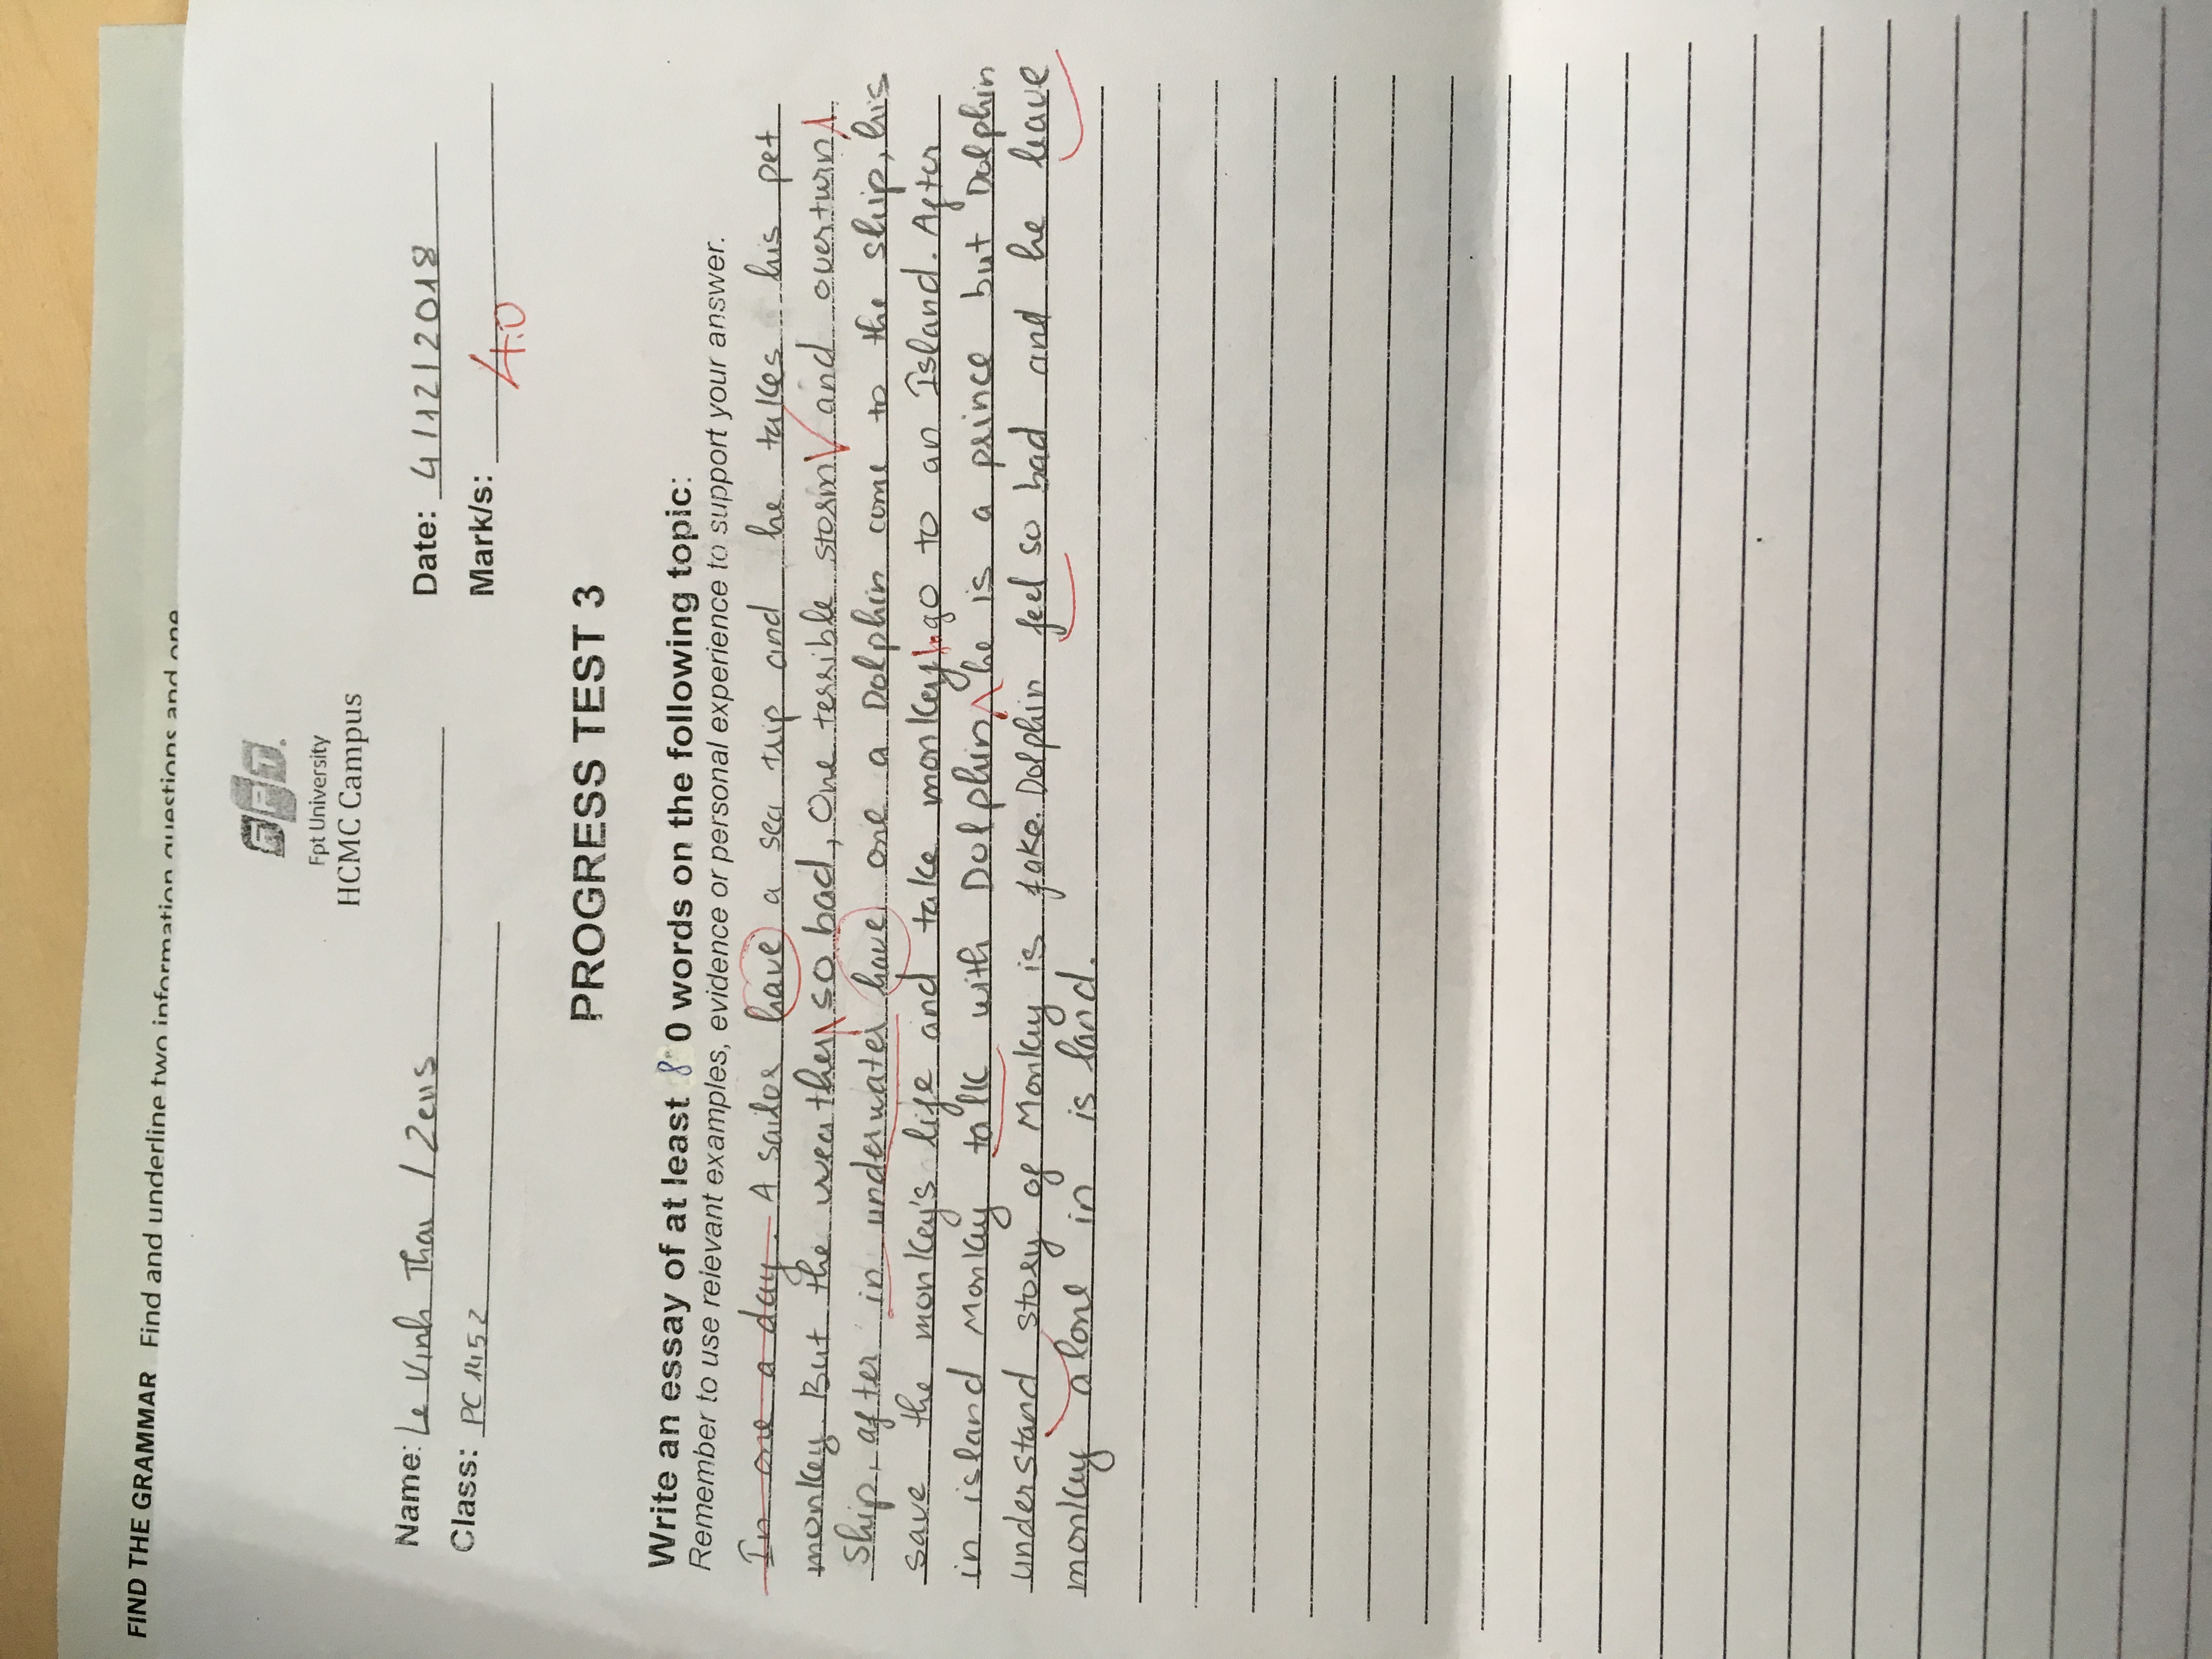 FIND THE GRAMMAR Find and underline two information questions and one
FPT.
Fpt University
HCMC Campus
Name: Le Vinh Thai / Zeus
Date: 4/12/2018
Class: PC1452
Mark/s: 4.0
PROGRESS TEST 3
Write an essay of at least 80 words on the following topic:
Remember to use relevant examples, evidence or personal experience to support your answer.
In one a day. A sailor have a sea trip and he takes his pet
monkey. But the weather so bad, One terrible storm and overturn
ship, after in underwater have one a Dolphin come to the ship, his
save the monkey's life and take monkey to go to an Island. After
in island Monkey talk with Dolphin he is a prince but Dolphin
understand story of Monkey is fake. Dolphin feel so bad and he leave
monkey alone in is land.